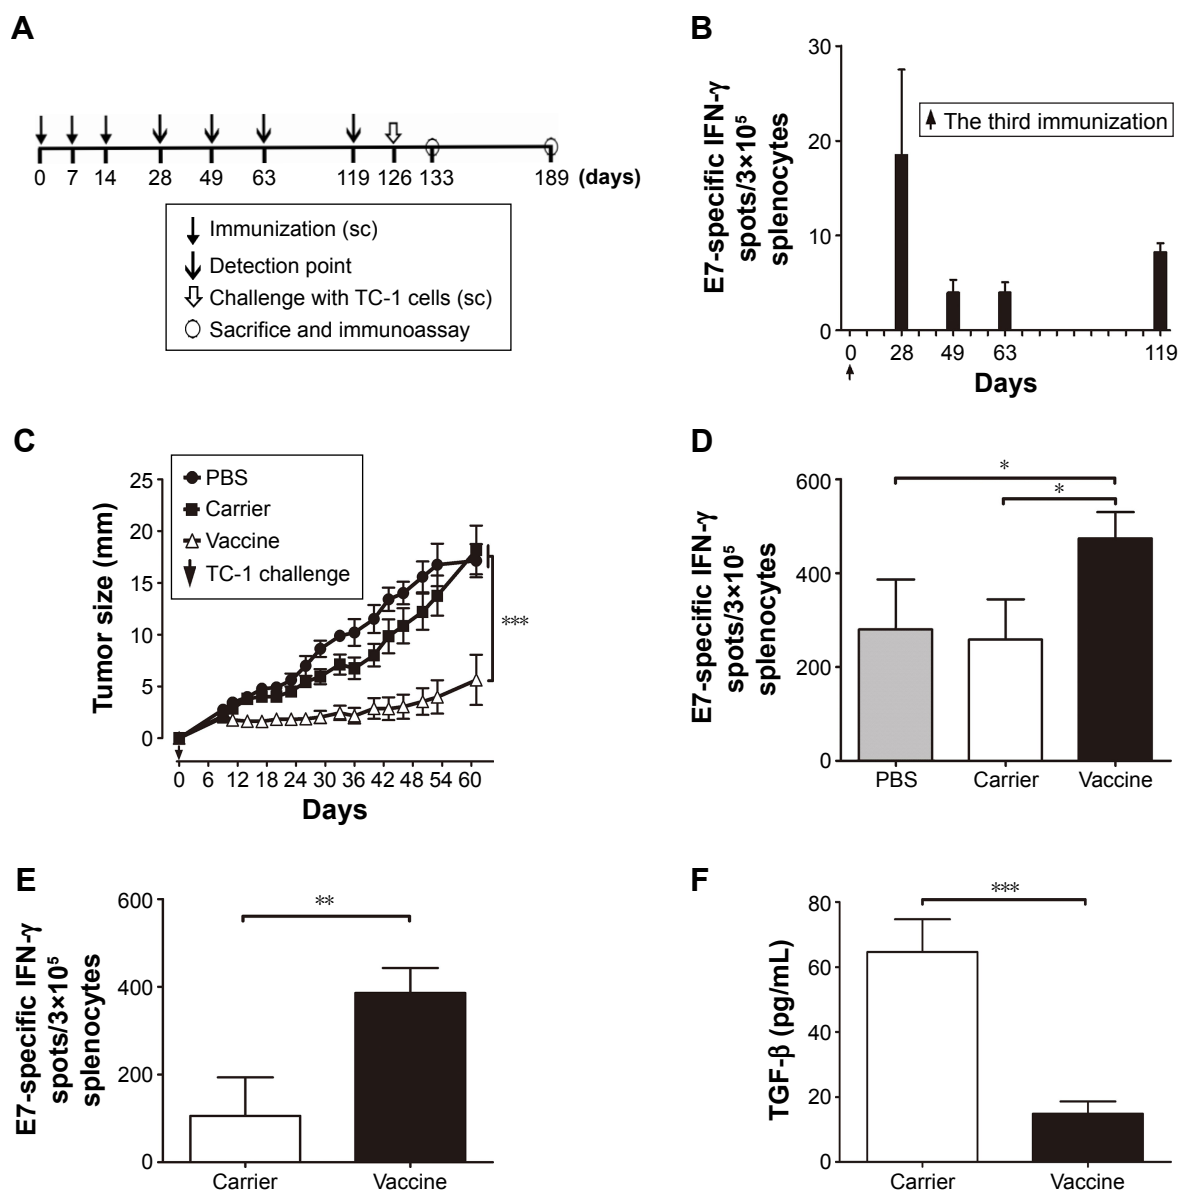 A
0 7 14 28 49 63 119 126 133 189 (days)
Immunization (sc)
Detection point
Challenge with TC-1 cells (sc)
Sacrifice and immunoassay
B
E7-specific IFN-γ
spots/3×10⁵
splenocytes
30
20
10
0
The third immunization
0 28 49 63 119
Days
C
Tumor size (mm)
25
20
15
10
5
0
PBS
Carrier
Vaccine
TC-1 challenge
***
0 6 12 18 24 30 36 42 48 54 60
Days
D
E7-specific IFN-γ
spots/3×10⁵
splenocytes
600
400
200
0
*
*
PBS Carrier Vaccine
E
E7-specific IFN-γ
spots/3×10⁵
splenocytes
600
400
200
0
**
Carrier Vaccine
F
TGF-β (pg/mL)
80
60
40
20
0
***
Carrier Vaccine